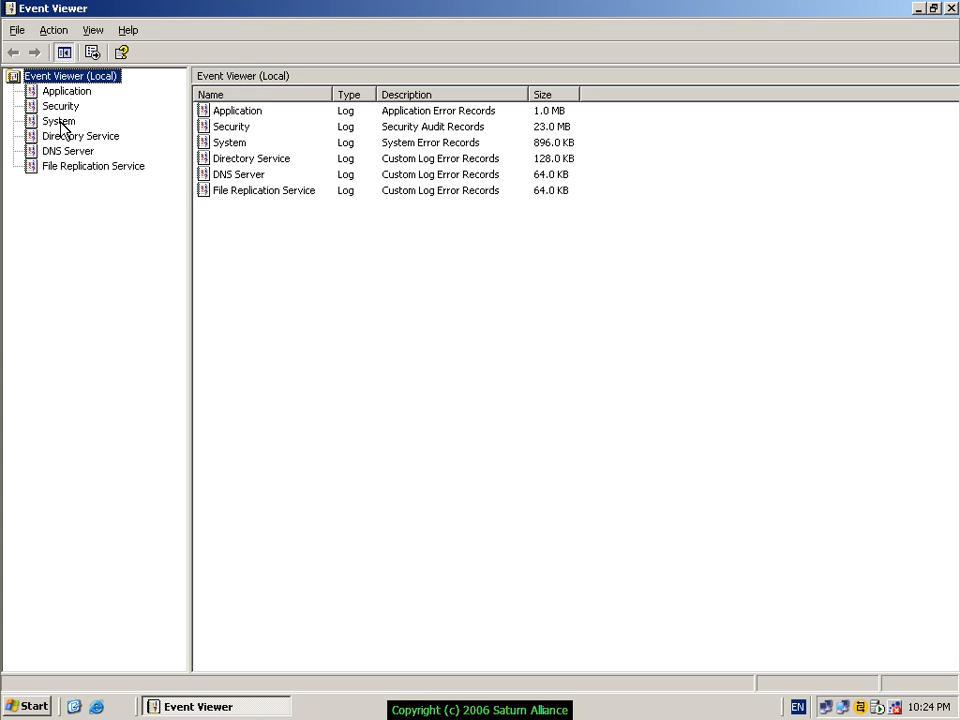 Event Viewer
File Action View Help
Event Viewer (Local)
Application
Security
System
Directory Service
DNS Server
File Replication Service
Event Viewer (Local)
Name Type Description Size
Application Log Application Error Records 1.0 MB
Security Log Security Audit Records 23.0 MB
System Log System Error Records 896.0 KB
Directory Service Log Custom Log Error Records 128.0 KB
DNS Server Log Custom Log Error Records 64.0 KB
File Replication Service Log Custom Log Error Records 64.0 KB
Start Event Viewer Copyright (c) 2006 Saturn Alliance EN 10:24 PM